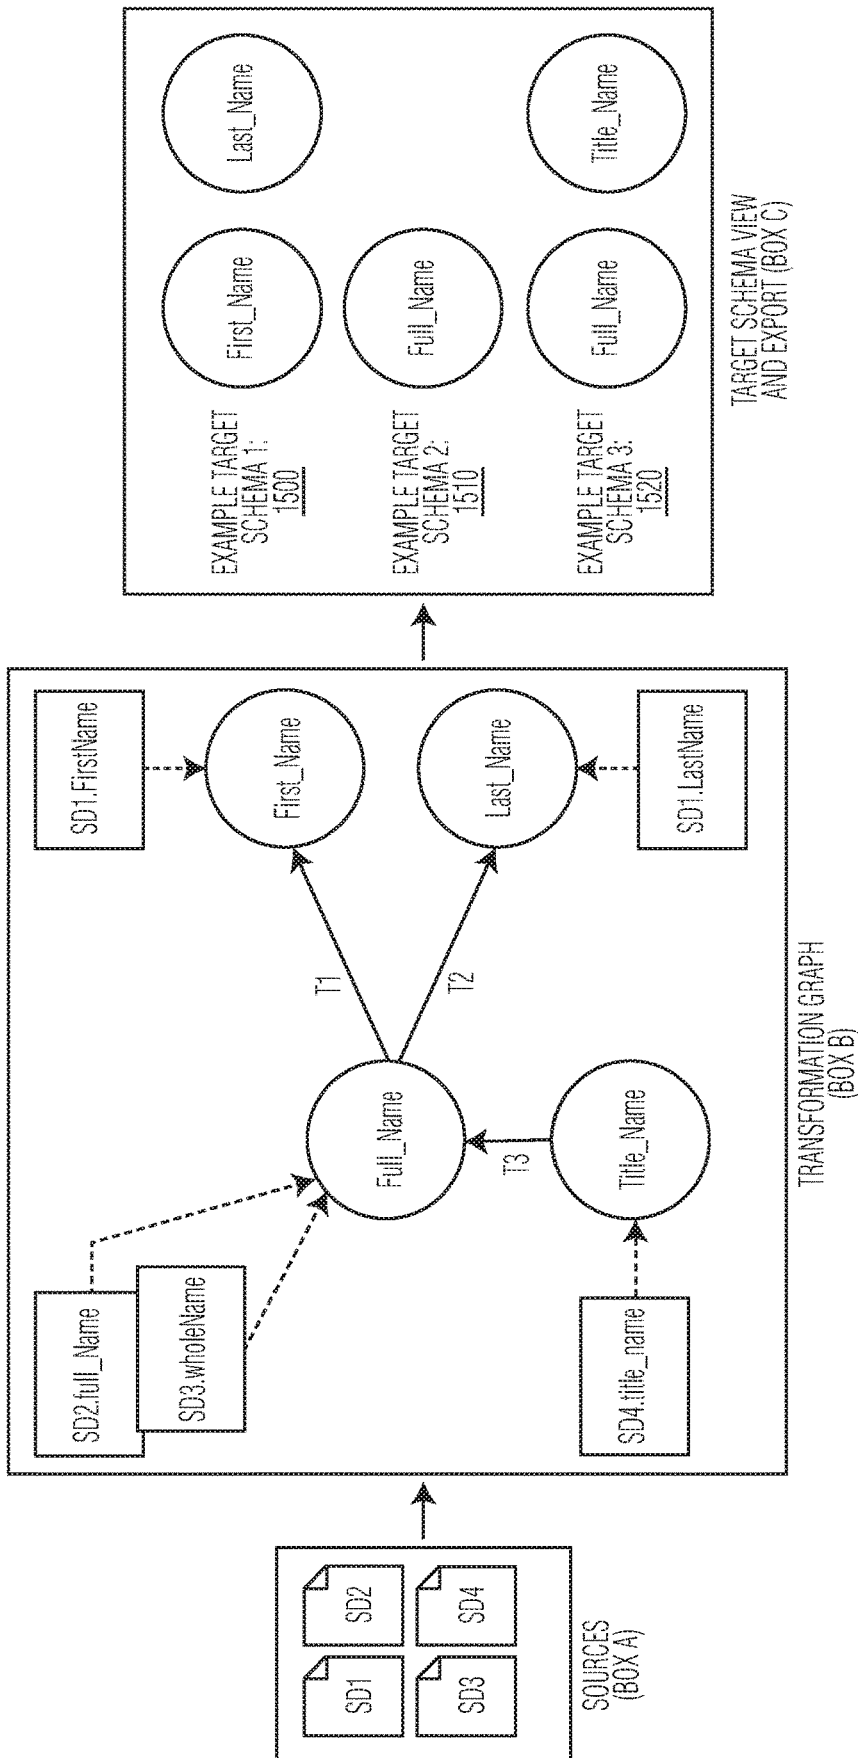 SD1
SD2
SD3
SD4
SOURCES
(BOX A)
SD2.full_Name
SD3.wholeName
SD4.title_name
Full_Name
Title_Name
T1
T2
T3
SD1.FirstName
First_Name
Last_Name
SD1.LastName
TRANSFORMATION GRAPH
(BOX B)
EXAMPLE TARGET
SCHEMA 1:
1500
First_Name
Last_Name
EXAMPLE TARGET
SCHEMA 2:
1510
Full_Name
EXAMPLE TARGET
SCHEMA 3:
1520
Full_Name
Title_Name
TARGET SCHEMA VIEW
AND EXPORT (BOX C)